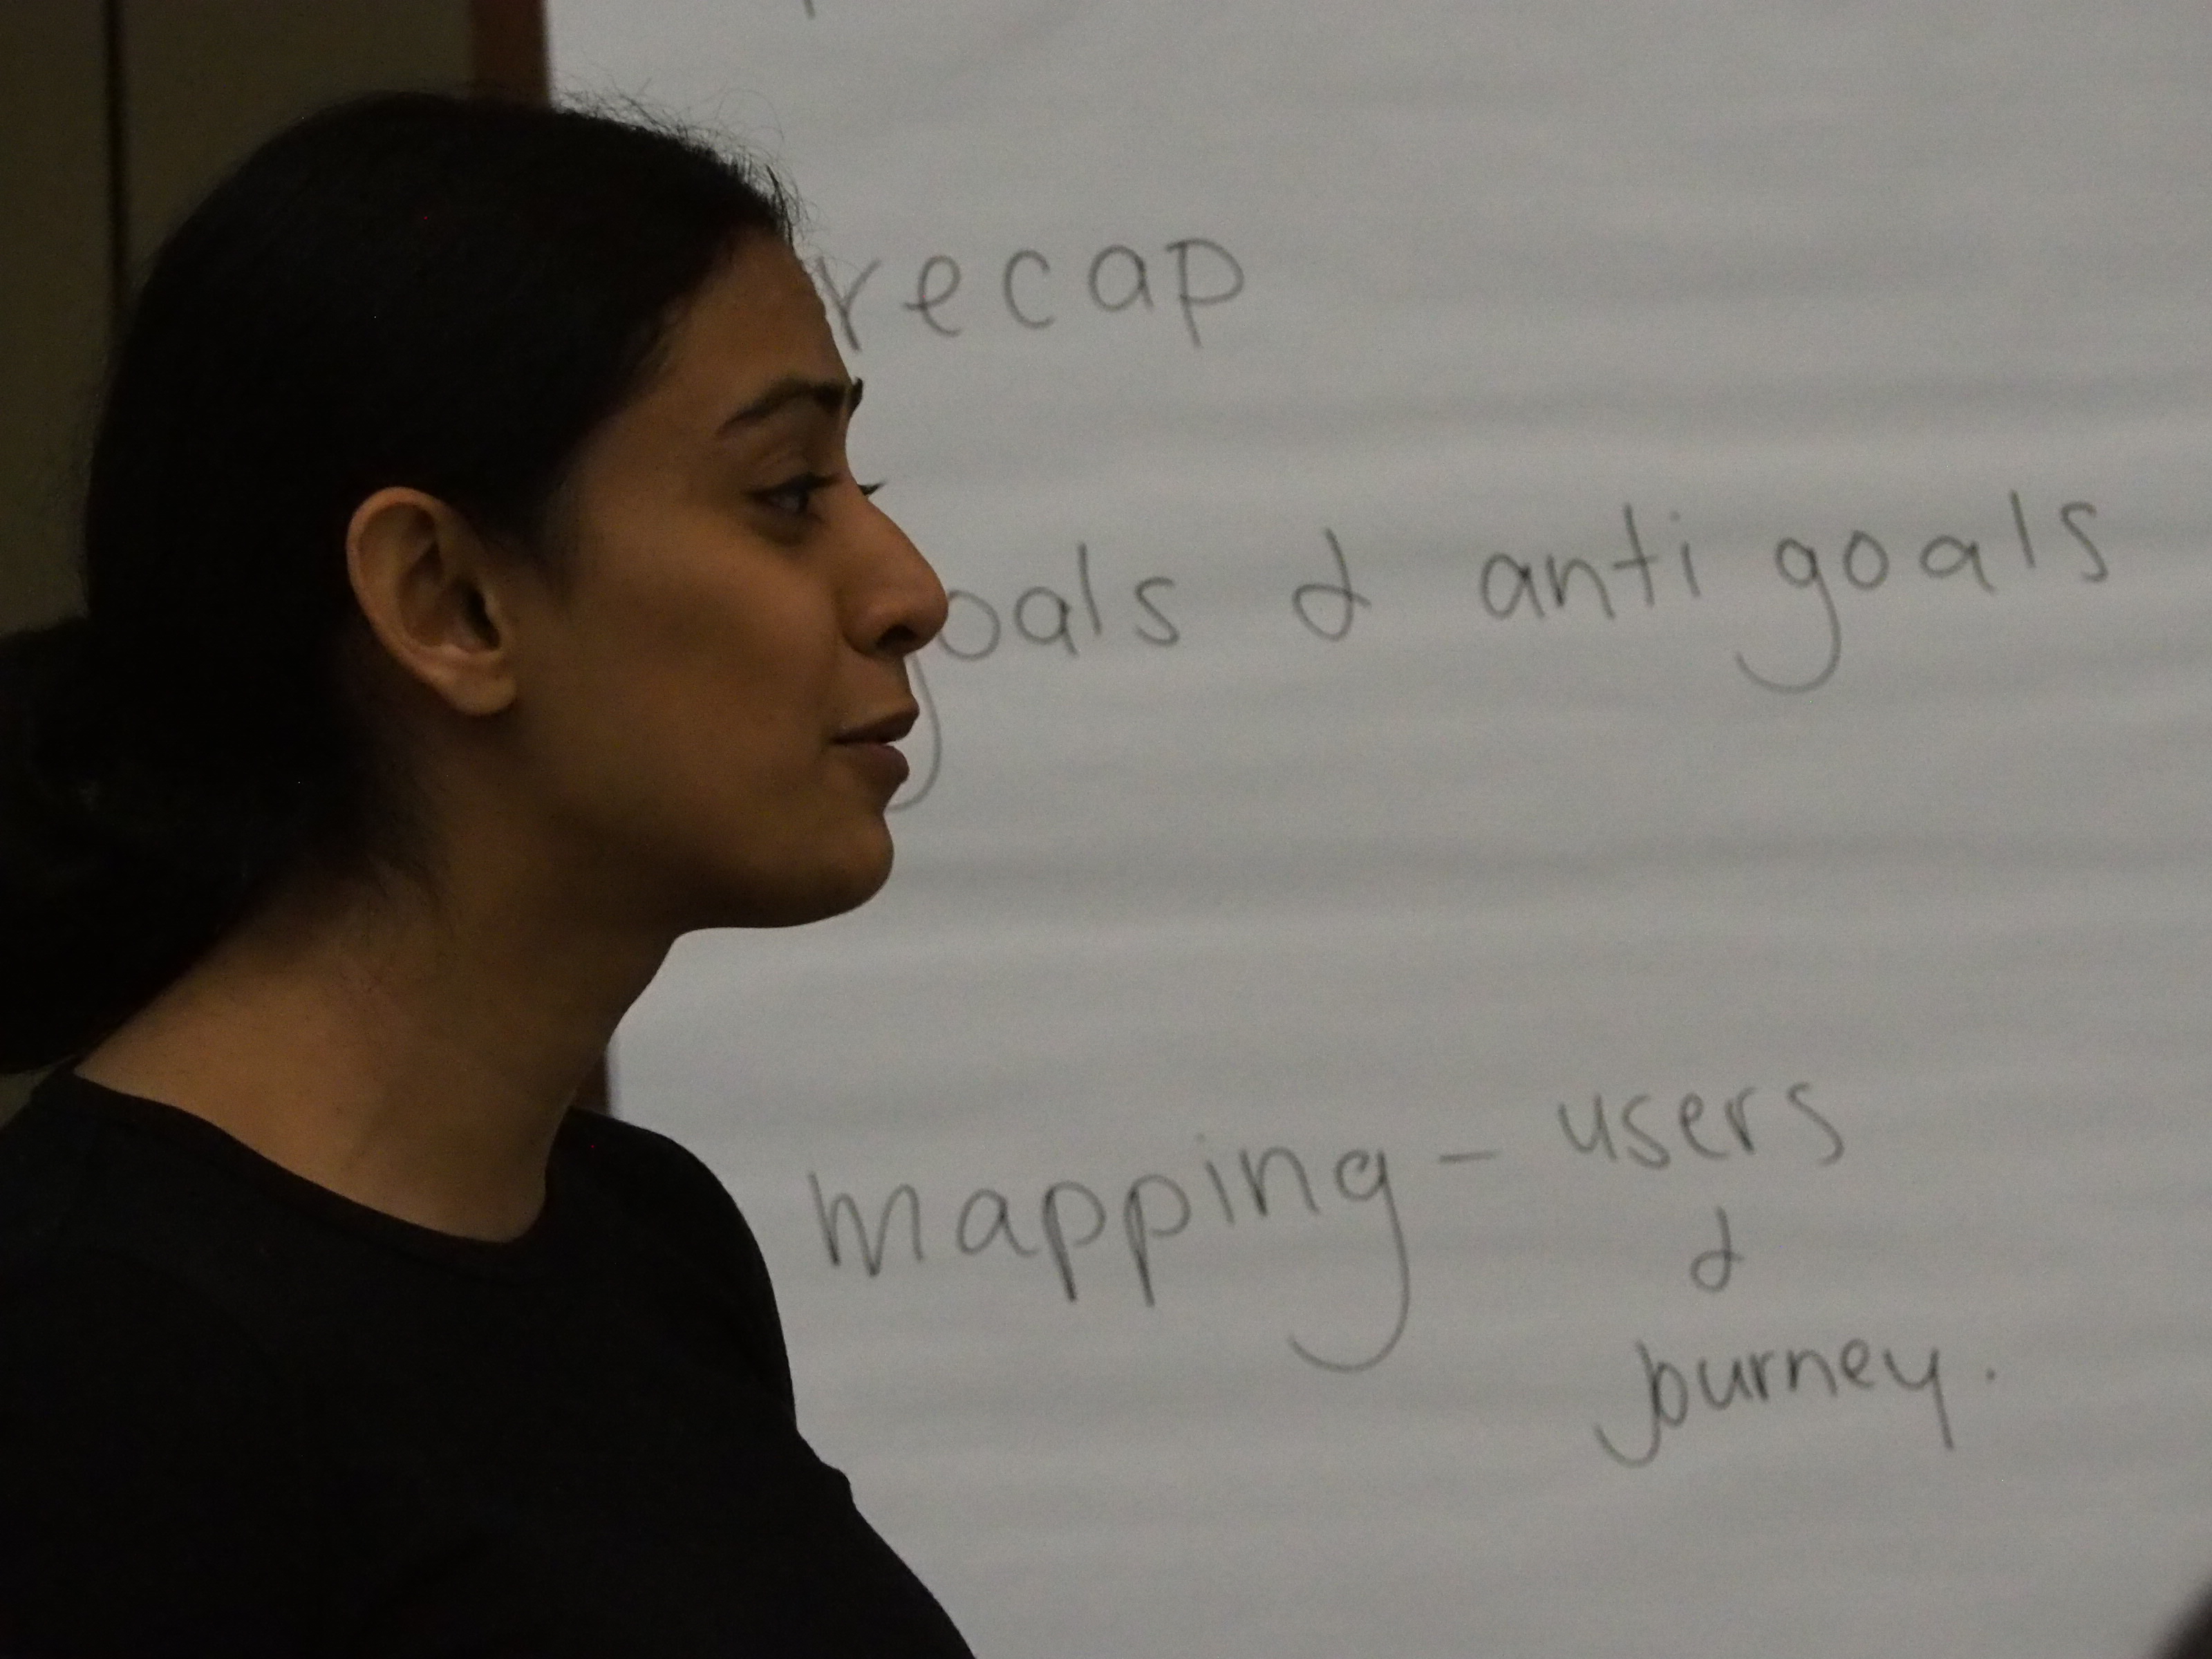 recap
goals & anti goals
mapping - users
&
journey.